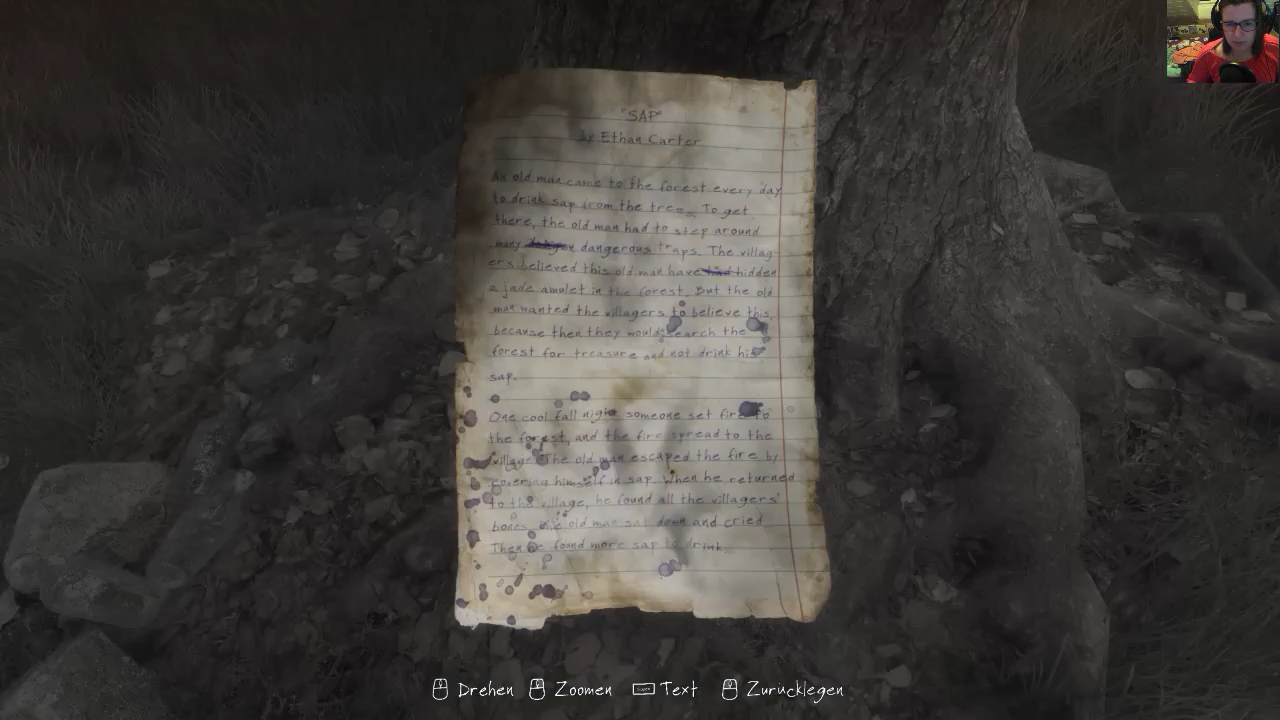 "SAP"
by Ethan Carter
An old man came to the forest every day
to drink sap from the trees. To get
there, the old man had to step around
many dangerous traps. The villag-
ers believed this old man have had hidden
a jade amulet in the forest. But the old
man wanted the villagers to believe this,
because then they would search the
forest for treasure and not drink his
sap.
One cool fall night someone set fire to
the forest, and the fire spread to the
village. The old man escaped the fire by
covering himself in sap. When he returned
to the village, he found all the villagers'
bones. The old man sat down and cried.
Then he found more sap to drink.
Drehen Zoomen Text Zurücklegen